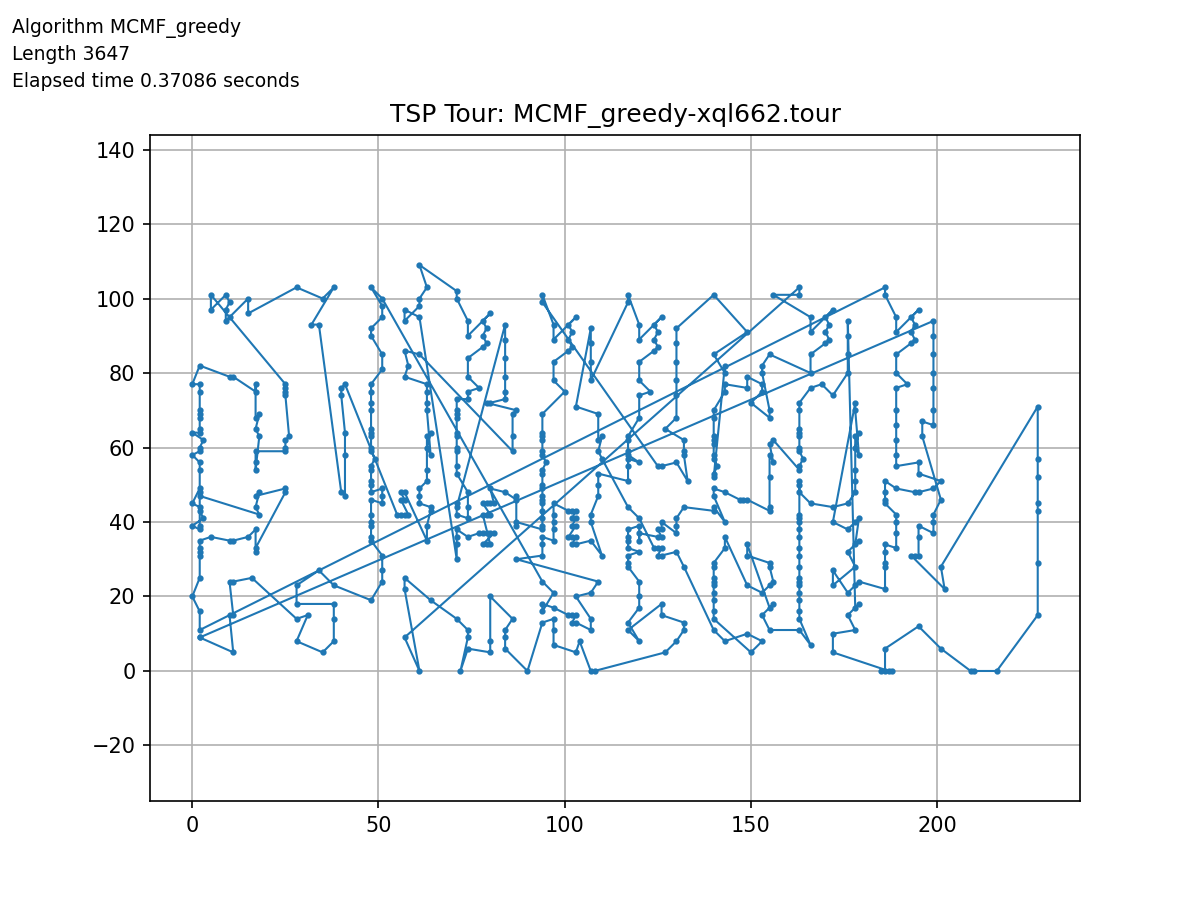 Algorithm MCMF_greedy
Length 3647
Elapsed time 0.37086 seconds
TSP Tour: MCMF_greedy-xql662.tour
140
120
100
80
60
40
20
0
−20
0 50 100 150 200